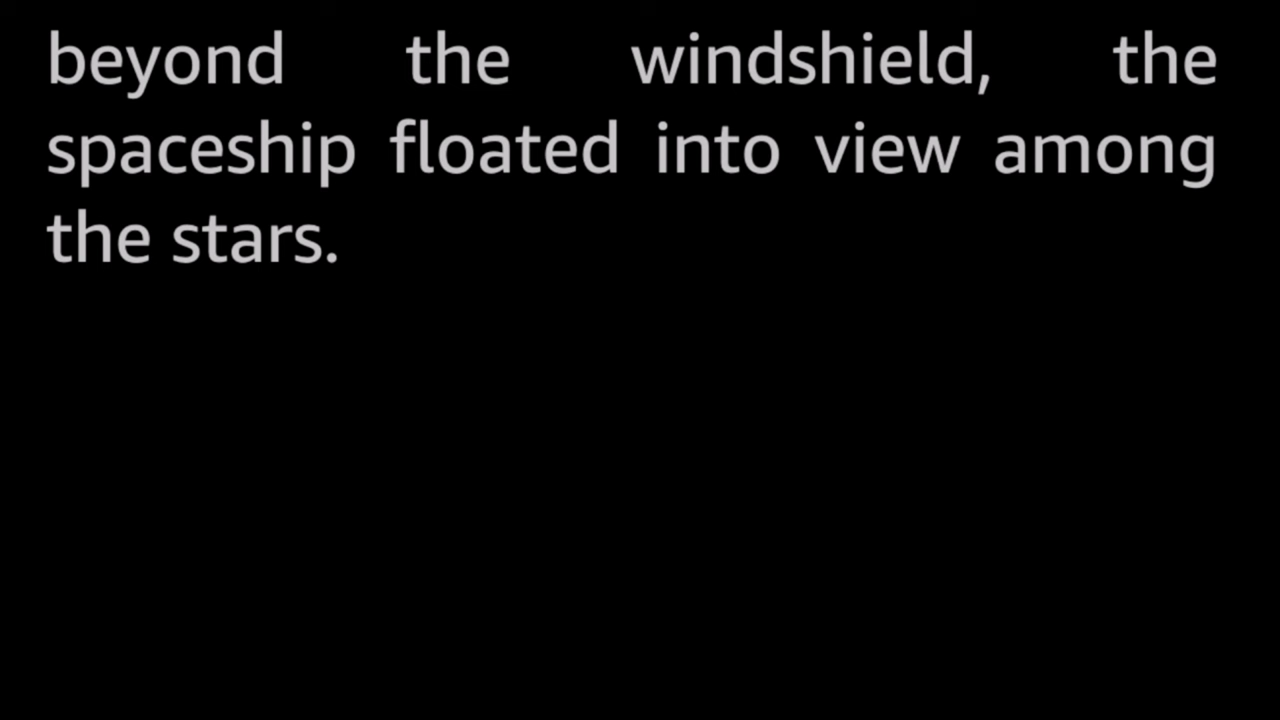 beyond the windshield, the
spaceship floated into view among
the stars.